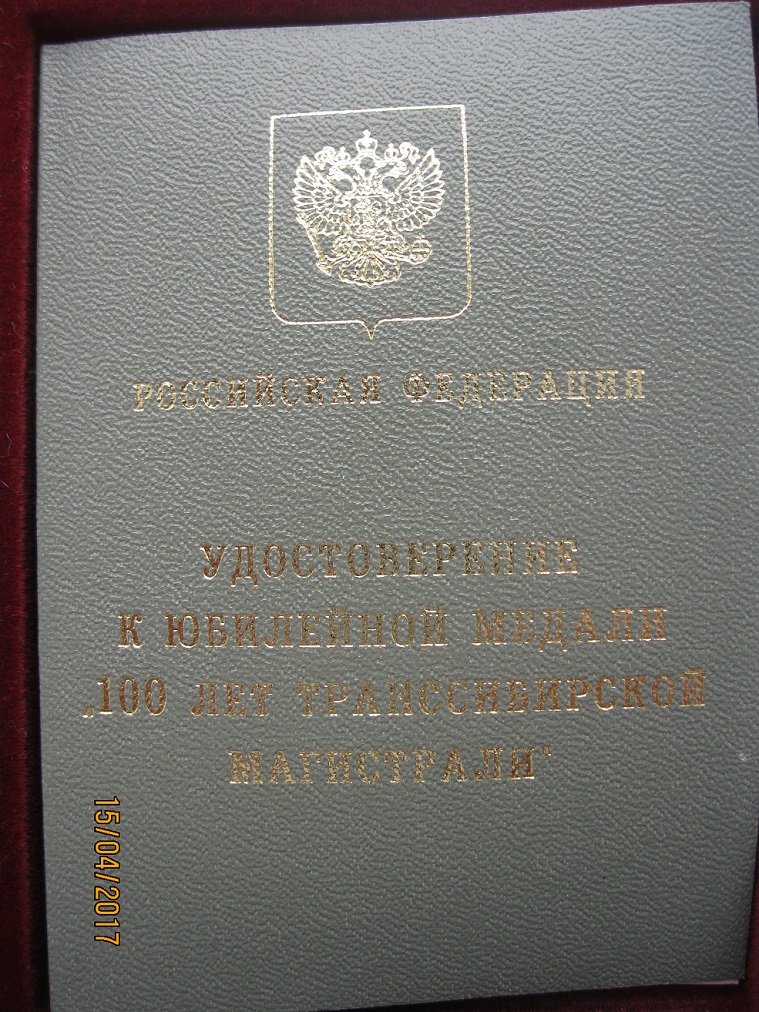 РОССИЙСКАЯ ФЕДЕРАЦИЯ
УДОСТОВЕРЕНИЕ
К ЮБИЛЕЙНОЙ МЕДАЛИ
„100 ЛЕТ ТРАНССИБИРСКОЙ
МАГИСТРАЛИ“
15/04/2017